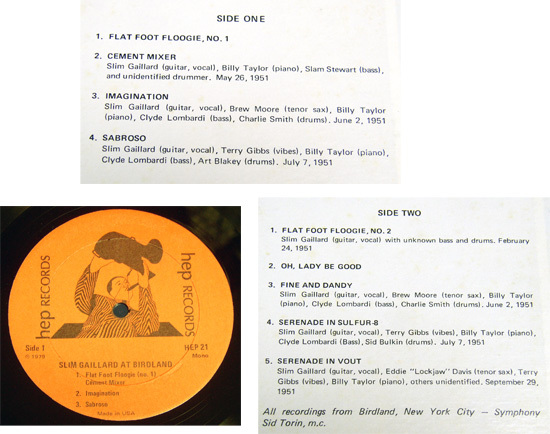 SIDE ONE
1. FLAT FOOT FLOOGIE, NO. 1
2. CEMENT MIXER
Slim Gaillard (guitar, vocal), Billy Taylor (piano), Slam Stewart (bass),
and unidentified drummer. May 26, 1951
3. IMAGINATION
Slim Gaillard (guitar, vocal), Brew Moore (tenor sax), Billy Taylor
(piano), Clyde Lombardi (bass), Charlie Smith (drums). June 2, 1951
4. SABROSO
Slim Gaillard (guitar, vocal), Terry Gibbs (vibes), Billy Taylor (piano),
Clyde Lombardi (bass), Art Blakey (drums). July 7, 1951
hep RECORDS
hep RECORDS
Side 1
HEP 21
℗ 1979
Mono
SLIM GAILLARD AT BIRDLAND
1. Flat Foot Floogie (no. 1)
Cement Mixer
2. Imagination
3. Sabroso
Made in USA
SIDE TWO
1. FLAT FOOT FLOOGIE, NO. 2
Slim Gaillard (guitar, vocal) with unknown bass and drums. February
24, 1951
2. OH, LADY BE GOOD
3. FINE AND DANDY
Slim Gaillard (guitar, vocal), Brew Moore (tenor sax), Billy Taylor
(piano), Clyde Lombardi (bass), Charlie Smith (drums). June 2, 1951
4. SERENADE IN SULFUR-8
Slim Gaillard (guitar, vocal), Terry Gibbs (vibes), Billy Taylor (piano),
Clyde Lombardi (Bass), Sid Bulkin (drums). July 7, 1951
5. SERENADE IN VOUT
Slim Gaillard (guitar, vocal), Eddie "Lockjaw" Davis (tenor sax), Terry
Gibbs (vibes), Billy Taylor (piano), others unidentified. September 29,
1951
All recordings from Birdland, New York City — Symphony
Sid Torin, m.c.